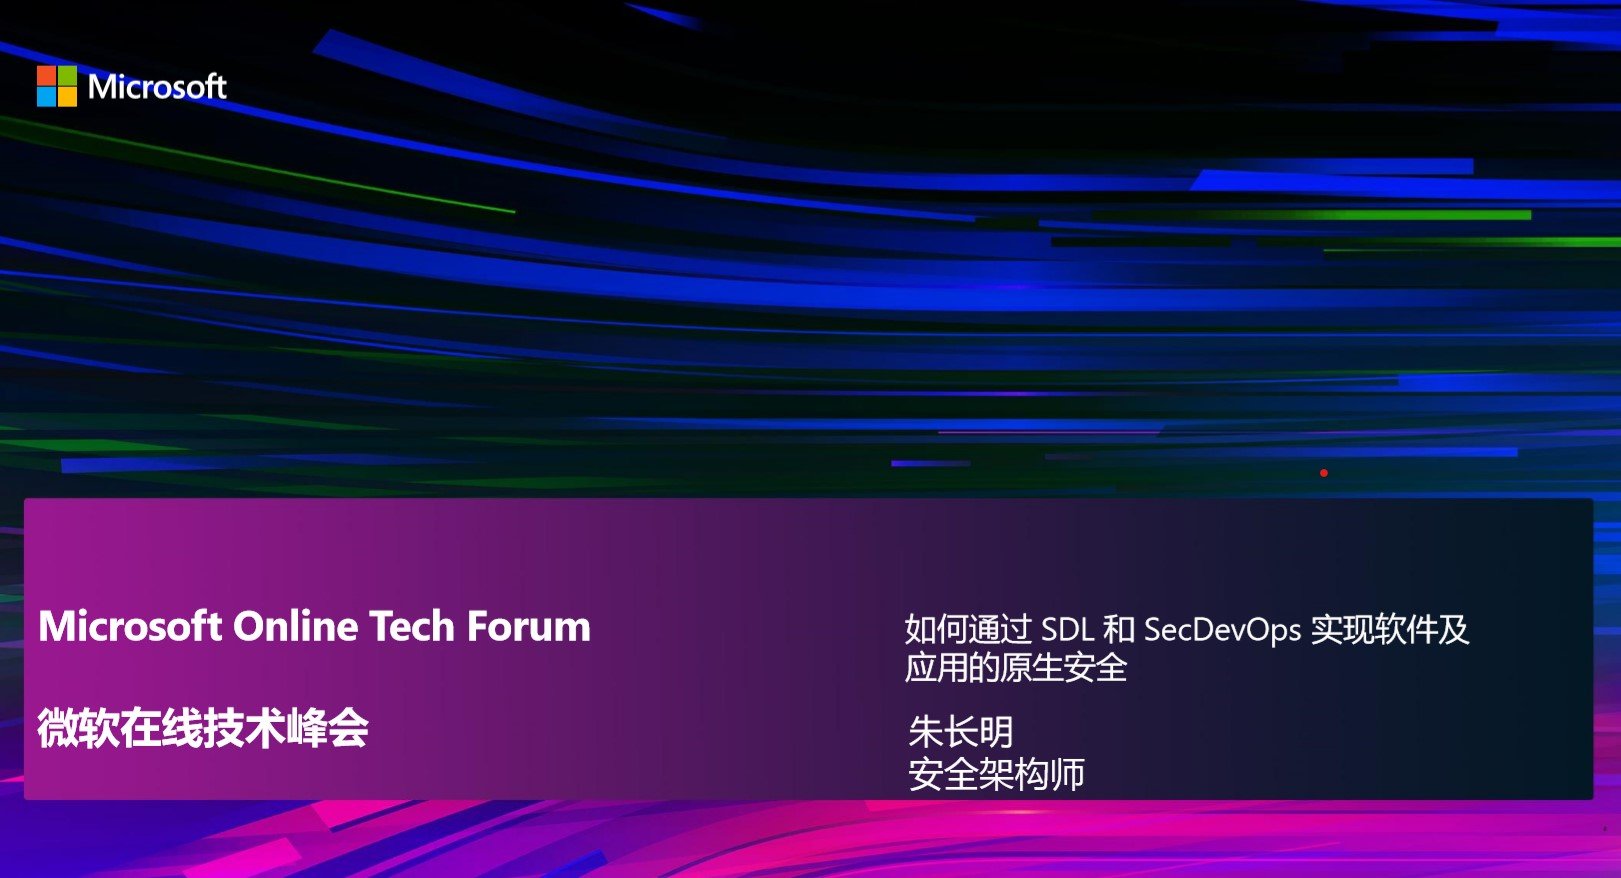 Microsoft
Microsoft Online Tech Forum
微软在线技术峰会
如何通过 SDL 和 SecDevOps 实现软件及
应用的原生安全
朱长明
安全架构师